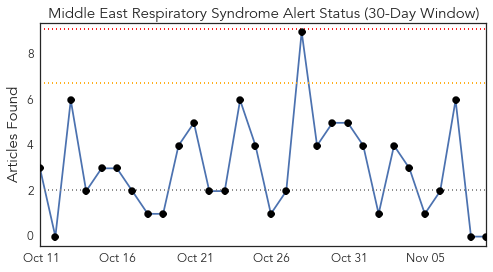 Middle East Respiratory Syndrome Alert Status (30-Day Window)
Articles Found
8
6
4
2
0
Oct 11 Oct 16 Oct 21 Oct 26 Oct 31 Nov 05